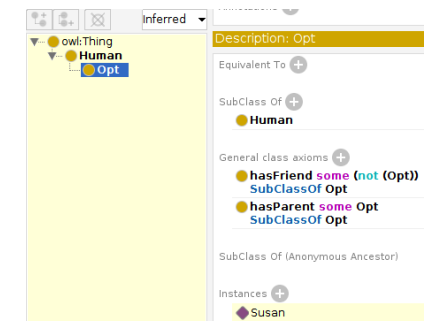 Inferred
owl:Thing
Human
Opt
Annotations
Description: Opt
Equivalent To
SubClass Of
Human
General class axioms
hasFriend some (not (Opt))
SubClassOf Opt
hasParent some Opt
SubClassOf Opt
SubClass Of (Anonymous Ancestor)
Instances
Susan